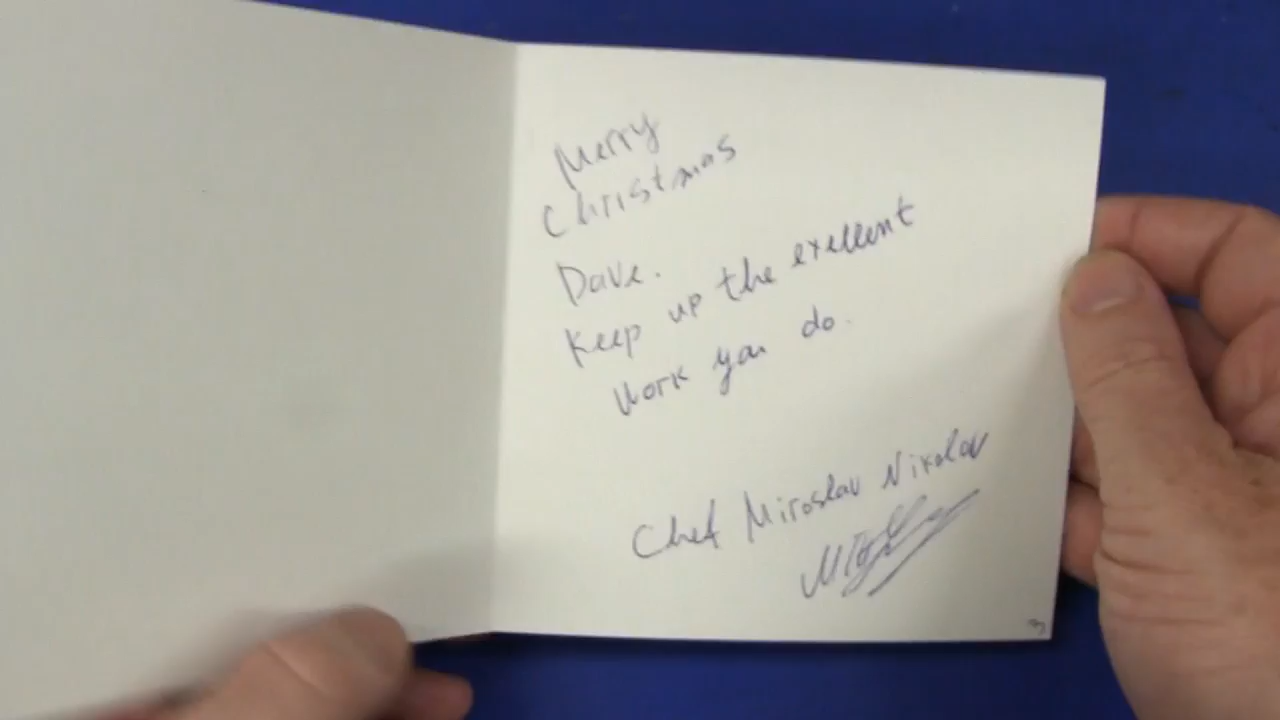 Merry
Christmas
Dave.
Keep up the exellent
work you do.
Chef Miroslav Nikolov